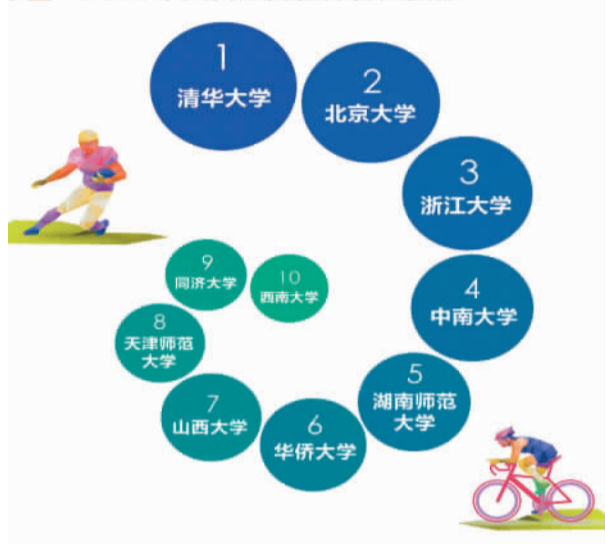 1
清华大学
2
北京大学
3
浙江大学
4
中南大学
5
湖南师范
大学
6
华侨大学
7
山西大学
8
天津师范
大学
9
同济大学
10
西南大学